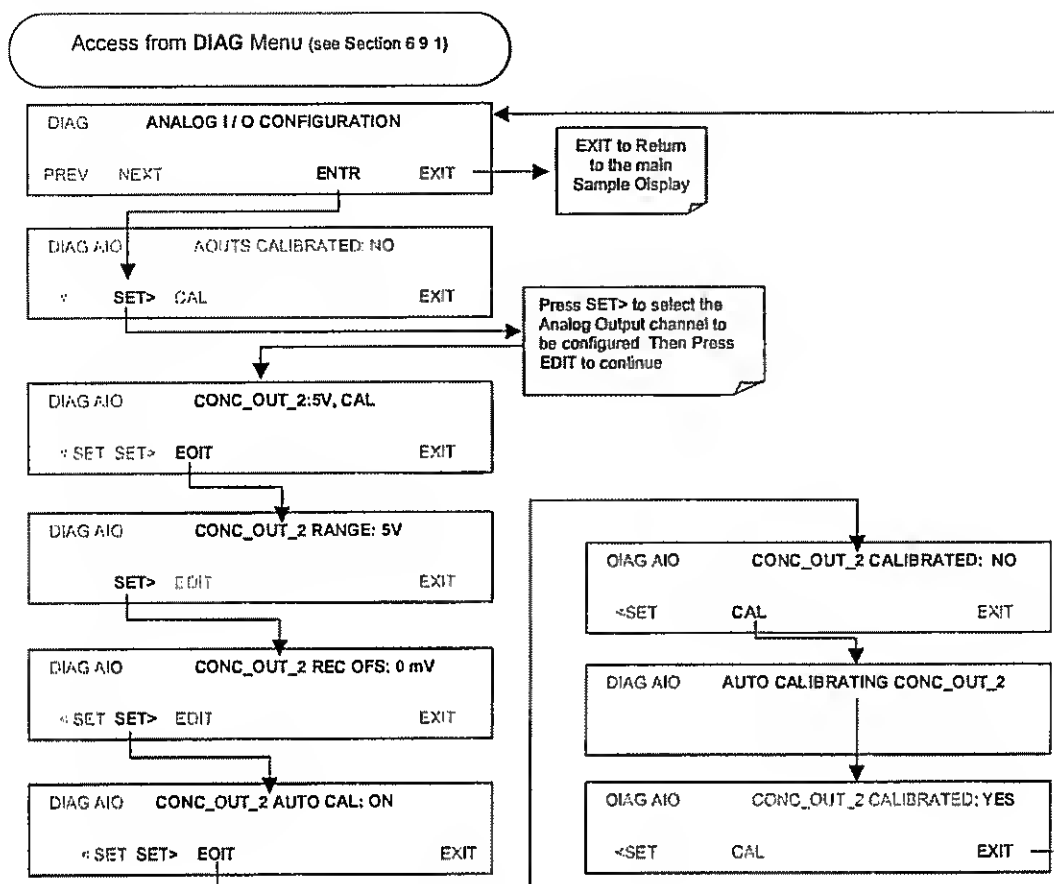 Access from DIAG Menu (see Section 6 9 1)
DIAG ANALOG I / O CONFIGURATION
PREV NEXT ENTR EXIT
EXIT to Return
to the main
Sample Olsplay
DIAG AIO AOUTS CALIBRATED: NO
< SET> CAL EXIT
Press SET> to select the
Analog Output channel to
be configured Then Press
EDIT to continue
DIAG AIO CONC_OUT_2:5V, CAL
< SET SET> EOIT EXIT
DIAG AIO CONC_OUT_2 RANGE: 5V
SET> EDIT EXIT
DIAG AIO CONC_OUT_2 REC OFS: 0 mV
< SET SET> EDIT EXIT
DIAG AIO CONC_OUT_2 AUTO CAL: ON
< SET SET> EOIT EXIT
OIAG AIO CONC_OUT_2 CALIBRATED: NO
<SET CAL EXIT
DIAG AIO AUTO CALIBRATING CONC_OUT_2
OIAG AIO CONC_OUT_2 CALIBRATED: YES
<SET CAL EXIT